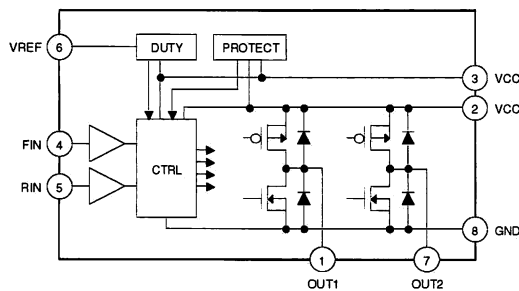 VREF 6 DUTY PROTECT
3 VCC
2 VCC
FIN 4
CTRL
RIN 5
8 GND
1 7
OUT1 OUT2